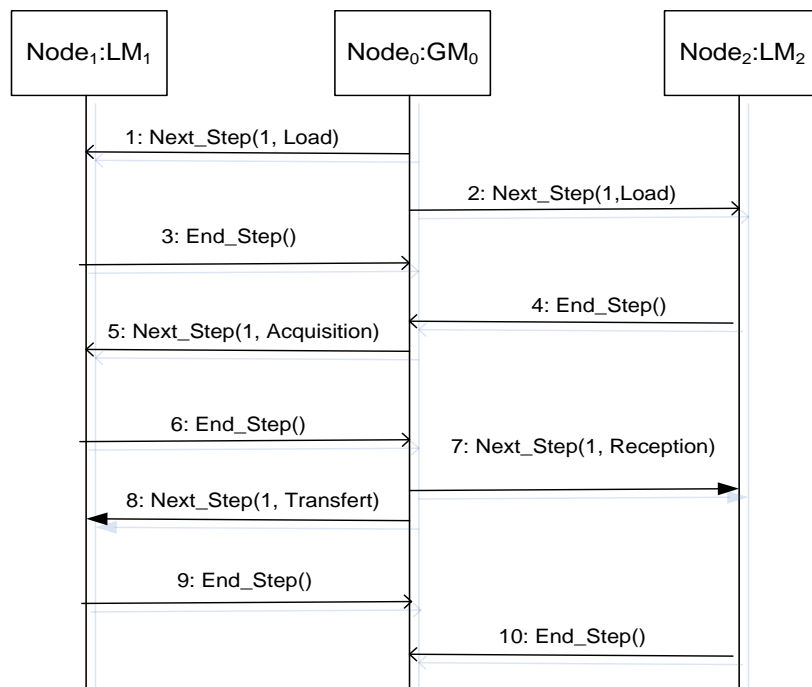 Node₁:LM₁
Node₀:GM₀
Node₂:LM₂
1: Next_Step(1, Load)
2: Next_Step(1,Load)
3: End_Step()
4: End_Step()
5: Next_Step(1, Acquisition)
6: End_Step()
7: Next_Step(1, Reception)
8: Next_Step(1, Transfert)
9: End_Step()
10: End_Step()